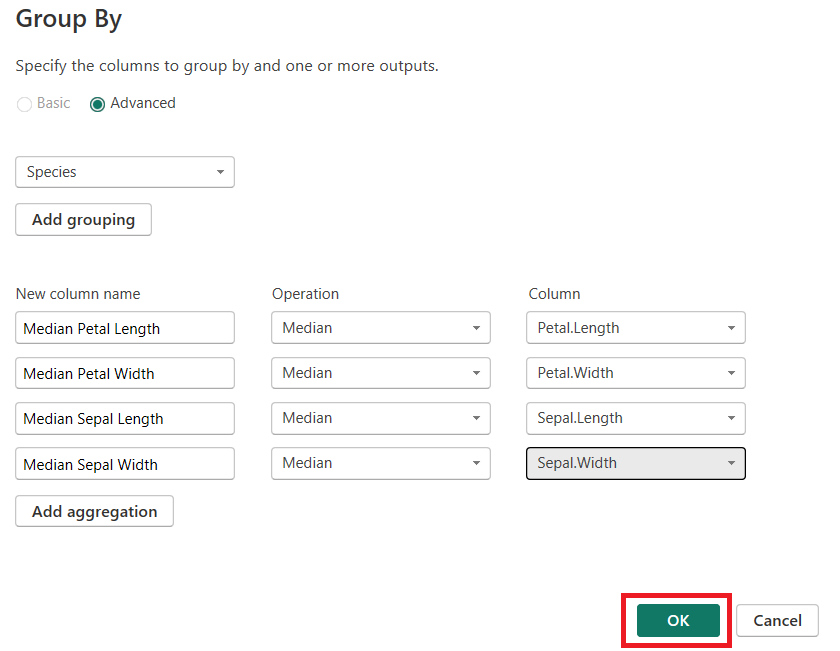 Group By
Specify the columns to group by and one or more outputs.
Basic Advanced
Species
Add grouping
New column name Operation Column
Median Petal Length Median Petal.Length
Median Petal Width Median Petal.Width
Median Sepal Length Median Sepal.Length
Median Sepal Width Median Sepal.Width
Add aggregation
OK Cancel